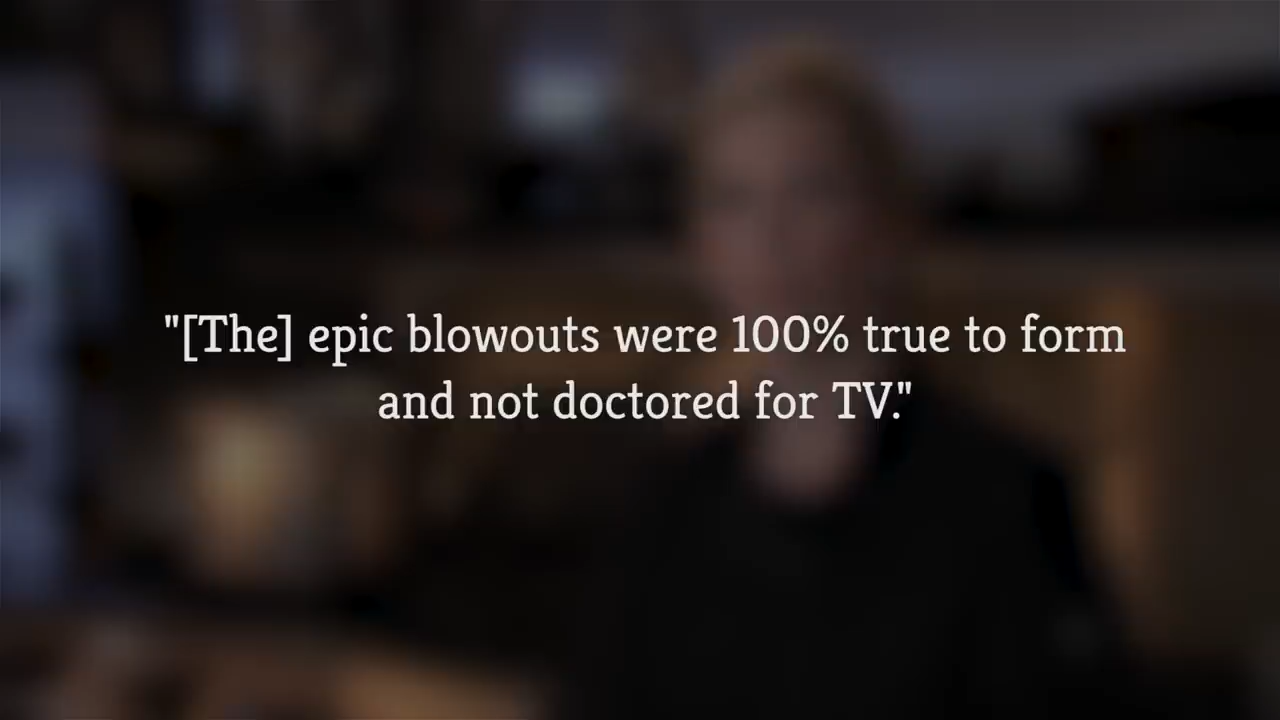 "[The] epic blowouts were 100% true to form
and not doctored for TV."